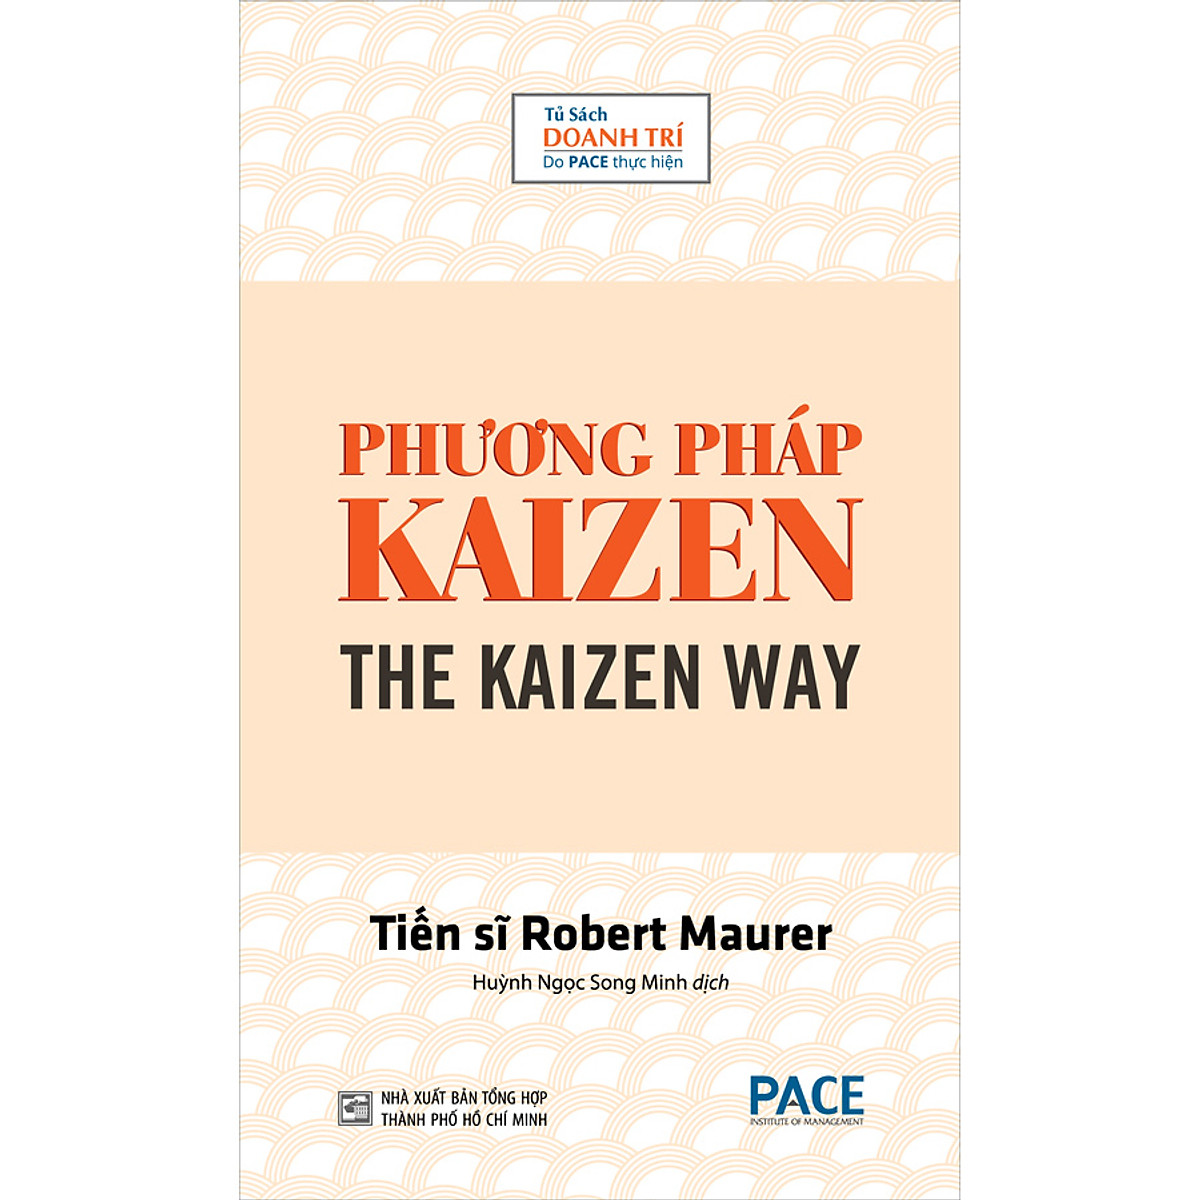 Tủ Sách
DOANH TRÍ
Do PACE thực hiện
PHƯƠNG PHÁP
KAIZEN
THE KAIZEN WAY
Tiến sĩ Robert Maurer
Huỳnh Ngọc Song Minh dịch
NHÀ XUẤT BẢN TỔNG HỢP
THÀNH PHỐ HỒ CHÍ MINH
PACE
INSTITUTE OF MANAGEMENT